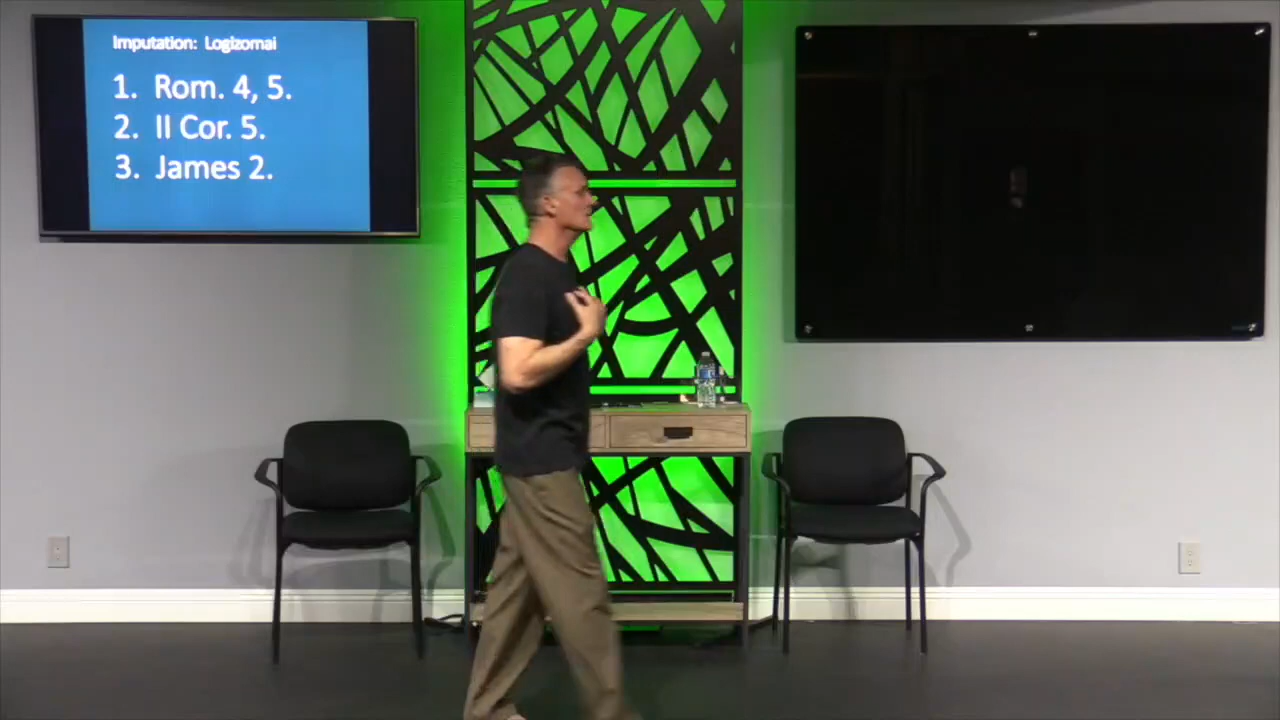 Imputation: Logizomai
1. Rom. 4, 5.
2. II Cor. 5.
3. James 2.